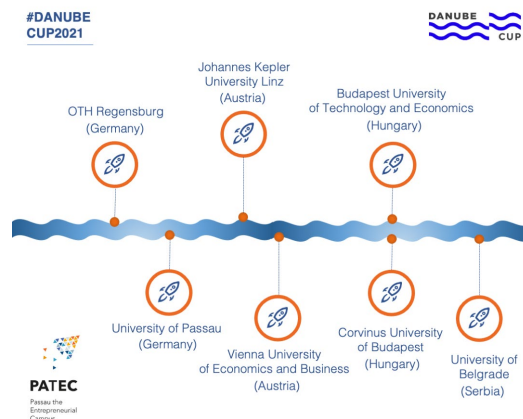 #DANUBE
CUP2021
DANUBE
CUP
Johannes Kepler
University Linz
(Austria)
Budapest University
of Technology and Economics
(Hungary)
OTH Regensburg
(Germany)
University of Passau
(Germany)
Vienna University
of Economics and Business
(Austria)
Corvinus University
of Budapest
(Hungary)
University of
Belgrade
(Serbia)
PATEC
Passau the
Entrepreneurial
Campus